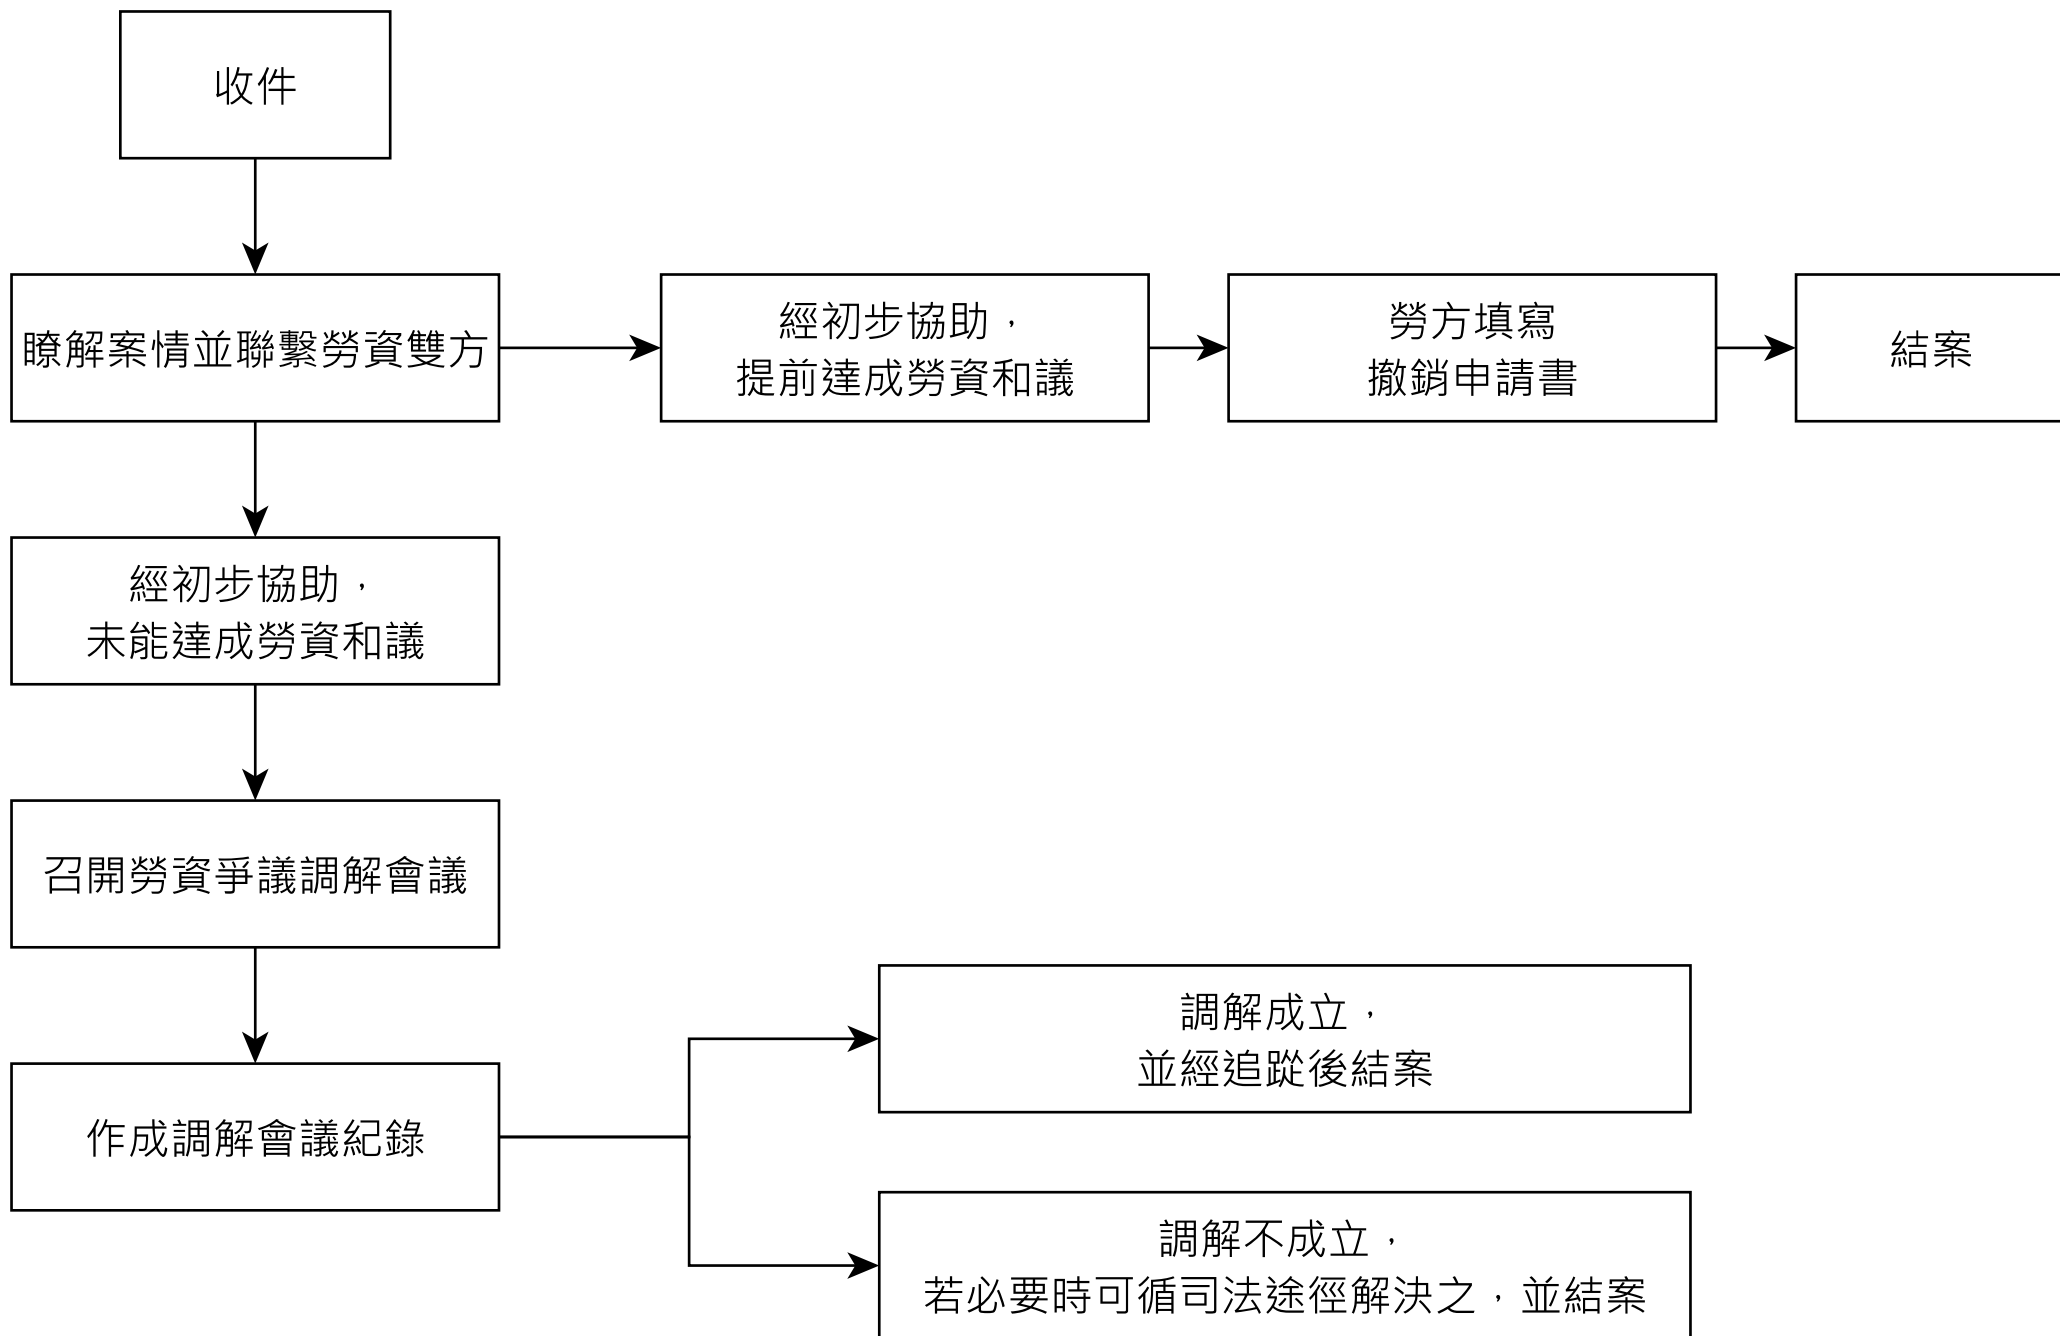 收件
瞭解案情並聯繫勞資雙方
經初步協助，
提前達成勞資和議
勞方填寫
撤銷申請書
結案
經初步協助，
未能達成勞資和議
召開勞資爭議調解會議
作成調解會議紀錄
調解成立，
並經追蹤後結案
調解不成立，
若必要時可循司法途徑解決之，並結案